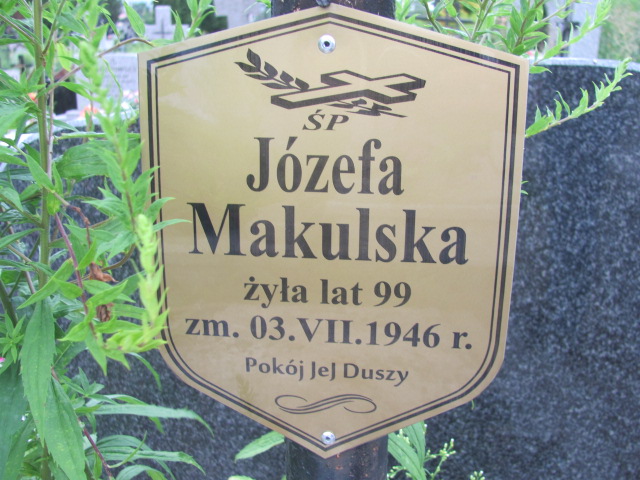 ŚP
Józefa
Makulska
żyła lat 99
zm. 03.VII.1946 r.
Pokój JeJ Duszy